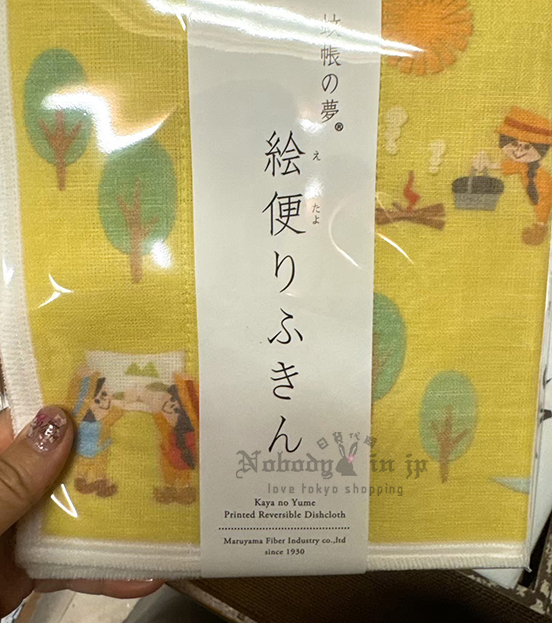 蚊帳の夢®
絵便りふきん
え
たよ
日貨代購
Nobody in jp
love tokyo shopping
Kaya no Yume
Printed Reversible Dishcloth
Maruyama Fiber Industry co.,ltd
since 1930